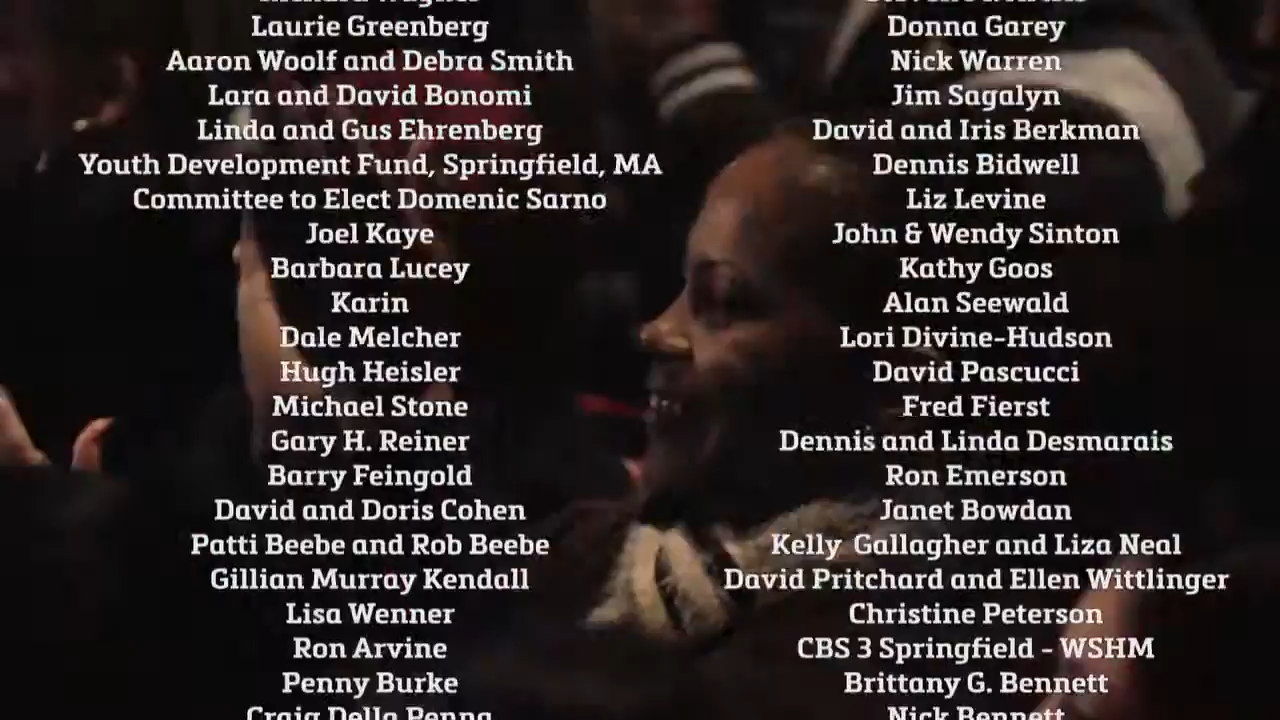 Laurie Greenberg
Aaron Woolf and Debra Smith
Lara and David Bonomi
Linda and Gus Ehrenberg
Youth Development Fund, Springfield, MA
Committee to Elect Domenic Sarno
Joel Kaye
Barbara Lucey
Karin
Dale Melcher
Hugh Heisler
Michael Stone
Gary H. Reiner
Barry Feingold
David and Doris Cohen
Patti Beebe and Rob Beebe
Gillian Murray Kendall
Lisa Wenner
Ron Arvine
Penny Burke
Craig Della Penna
Donna Garey
Nick Warren
Jim Sagalyn
David and Iris Berkman
Dennis Bidwell
Liz Levine
John & Wendy Sinton
Kathy Goos
Alan Seewald
Lori Divine-Hudson
David Pascucci
Fred Fierst
Dennis and Linda Desmarais
Ron Emerson
Janet Bowdan
Kelly Gallagher and Liza Neal
David Pritchard and Ellen Wittlinger
Christine Peterson
CBS 3 Springfield - WSHM
Brittany G. Bennett
Nick Bennett